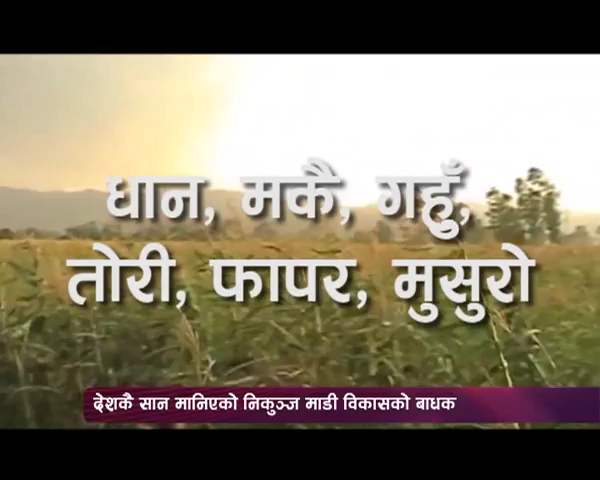 धान, मकै, गहुँ,
तोरी, फापर, मुसुरो
देशकै सान मानिएको निकुञ्ज माडी विकासको बाधक